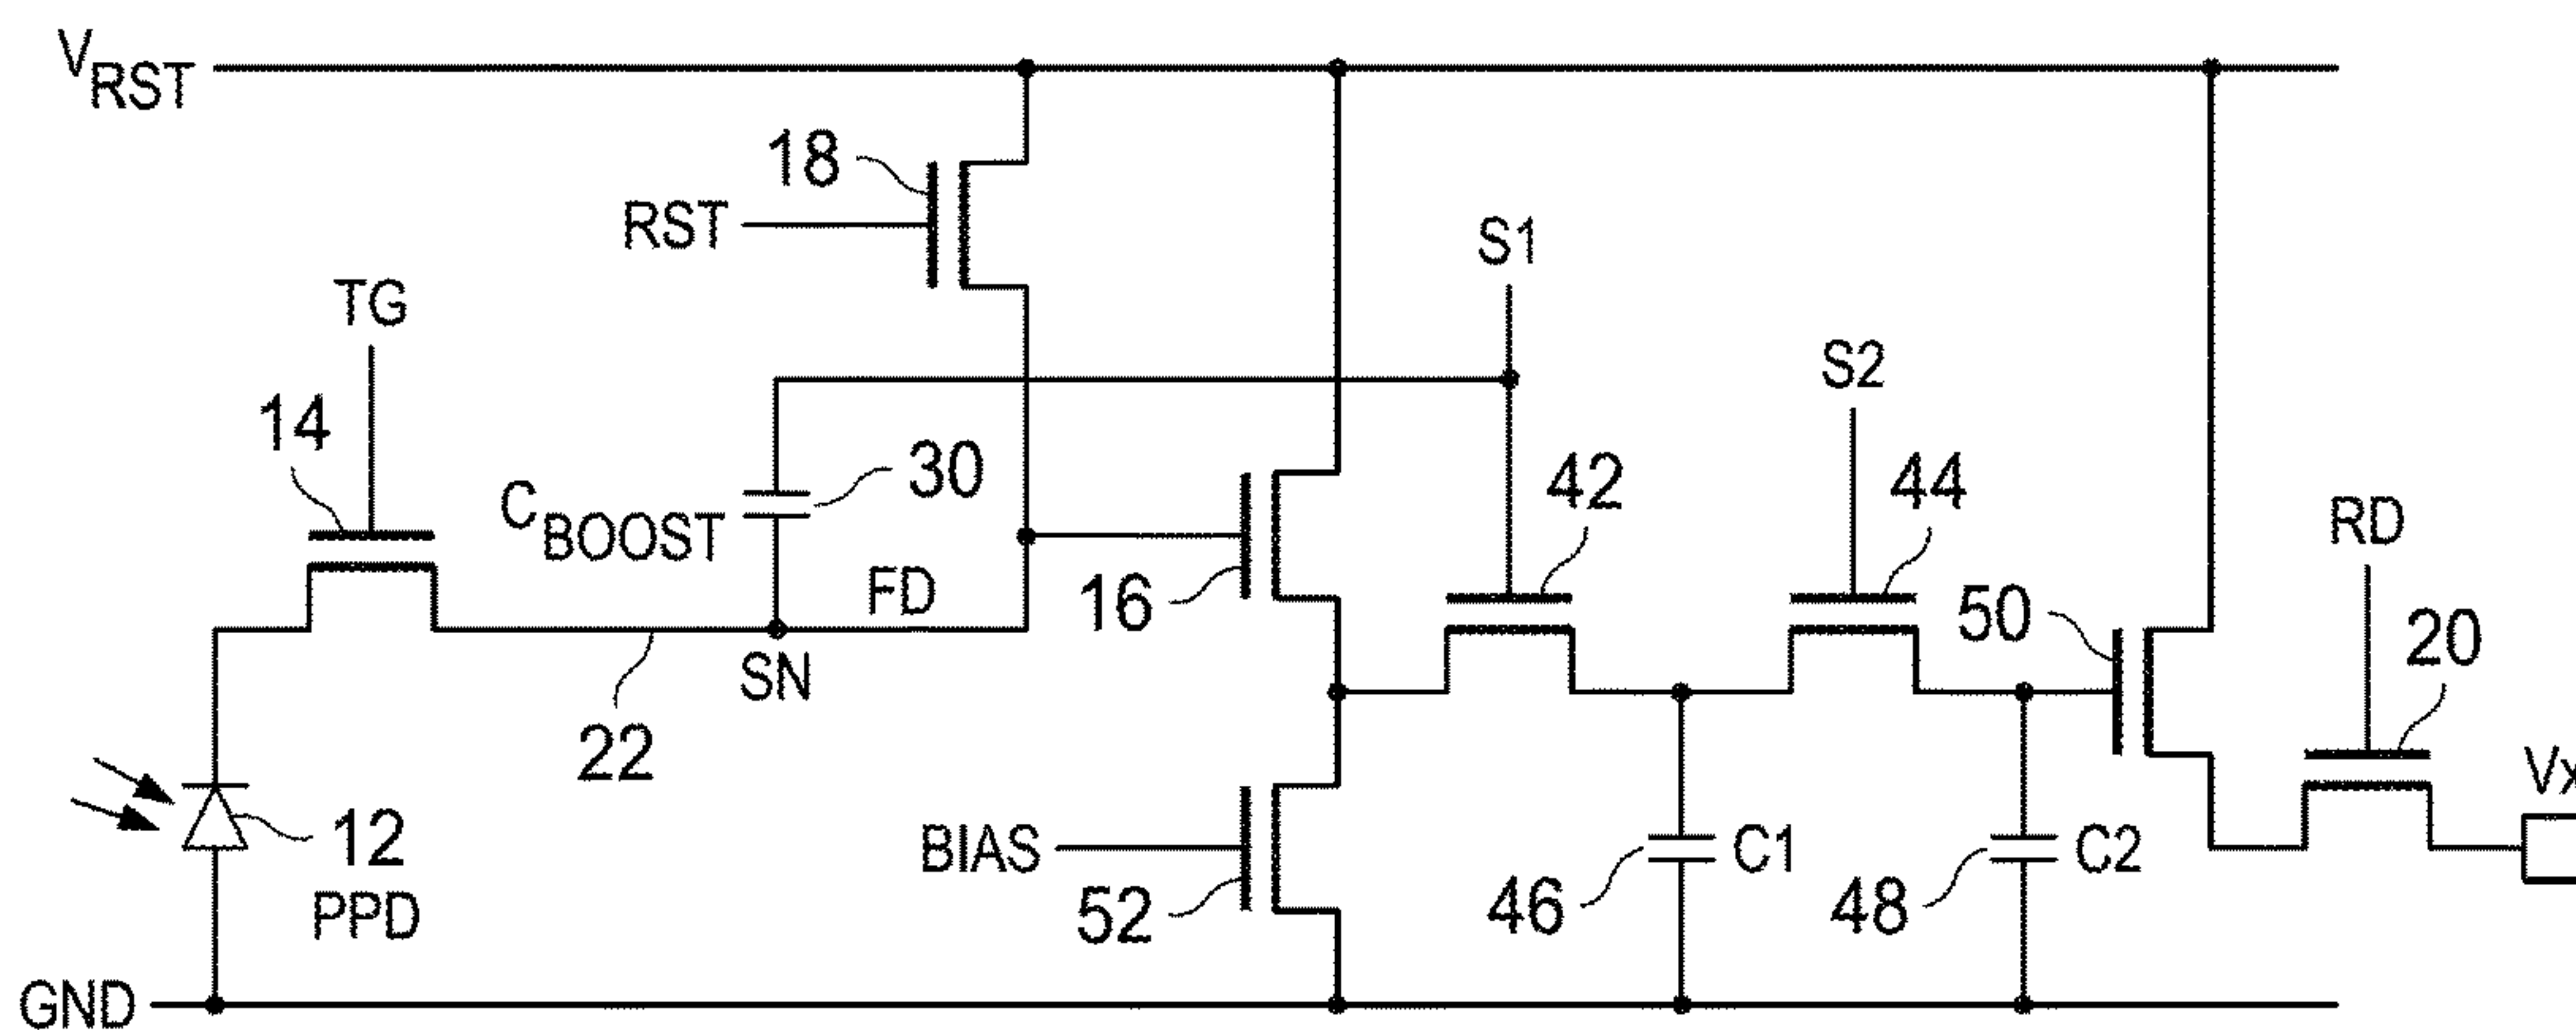 VRST
18
RST
S1
TG
S2
14
30
42
44
CBOOST
RD
FD
16
50
20
SN
22
Vx
12
BIAS
C1
C2
PPD
52
46
48
GND